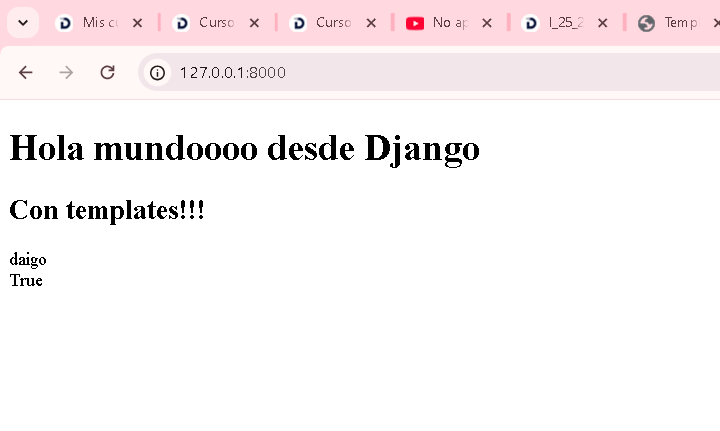 Mis cu
Curso
Curso
No ap
I_25_2
Temp
127.0.0.1:8000
Hola mundoooo desde Django
Con templates!!!
daigo
True